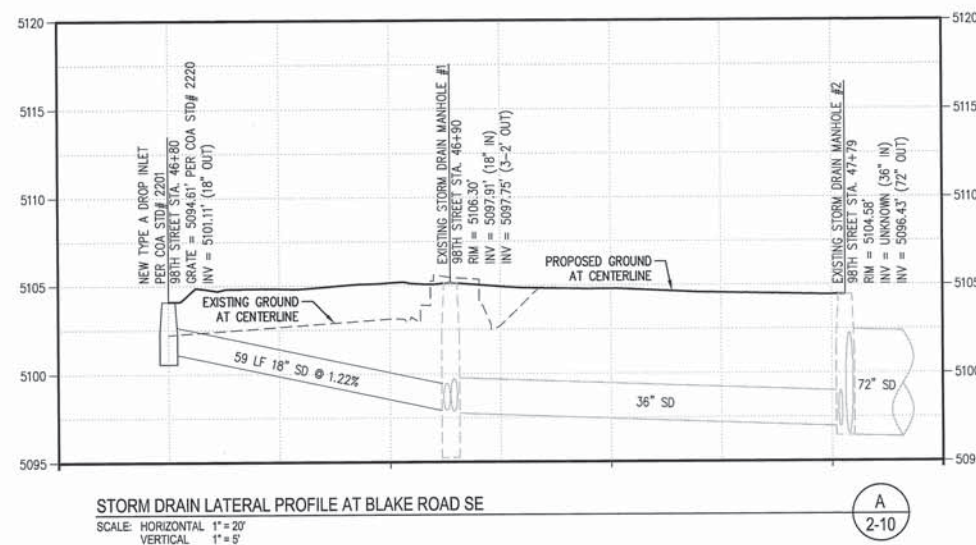 5120
5115
5110
5105
5100
5095
NEW TYPE A DROP INLET
PER COA STD# 2201
98TH STREET STA. 46+80
GRATE = 5094.61' PER COA STD# 2220
INV = 5101.11' (18" OUT)
EXISTING STORM DRAIN MANHOLE #1
98TH STREET STA. 46+90
RIM = 5106.30'
INV = 5097.91' (18" IN)
INV = 5097.75' (3-2' OUT)
EXISTING STORM DRAIN MANHOLE #2
98TH STREET STA. 47+79
RIM = 5104.58'
INV = UNKNOWN (36" IN)
INV = 5096.43' (72" OUT)
EXISTING GROUND
AT CENTERLINE
PROPOSED GROUND
AT CENTERLINE
59 LF 18" SD @ 1.22%
36" SD
72" SD
5120
5115
5110
5105
5100
509
STORM DRAIN LATERAL PROFILE AT BLAKE ROAD SE
SCALE: HORIZONTAL 1" = 20'
VERTICAL 1" = 5'
A
2-10